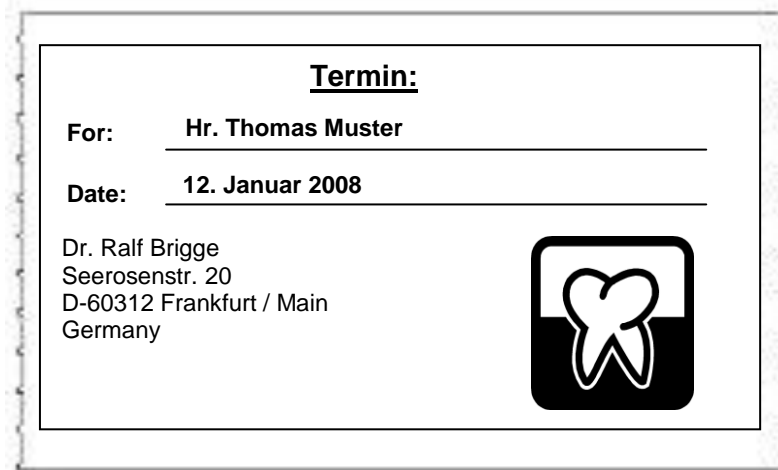 Termin:
For: Hr. Thomas Muster
Date: 12. Januar 2008
Dr. Ralf Brigge
Seerosenstr. 20
D-60312 Frankfurt / Main
Germany